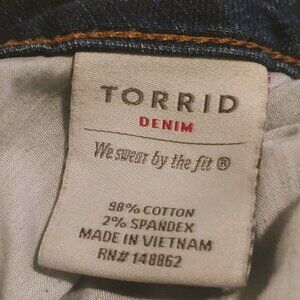 TORRID
DENIM
We swear by the fit ®
98% COTTON
2% SPANDEX
MADE IN VIETNAM
RN# 148862